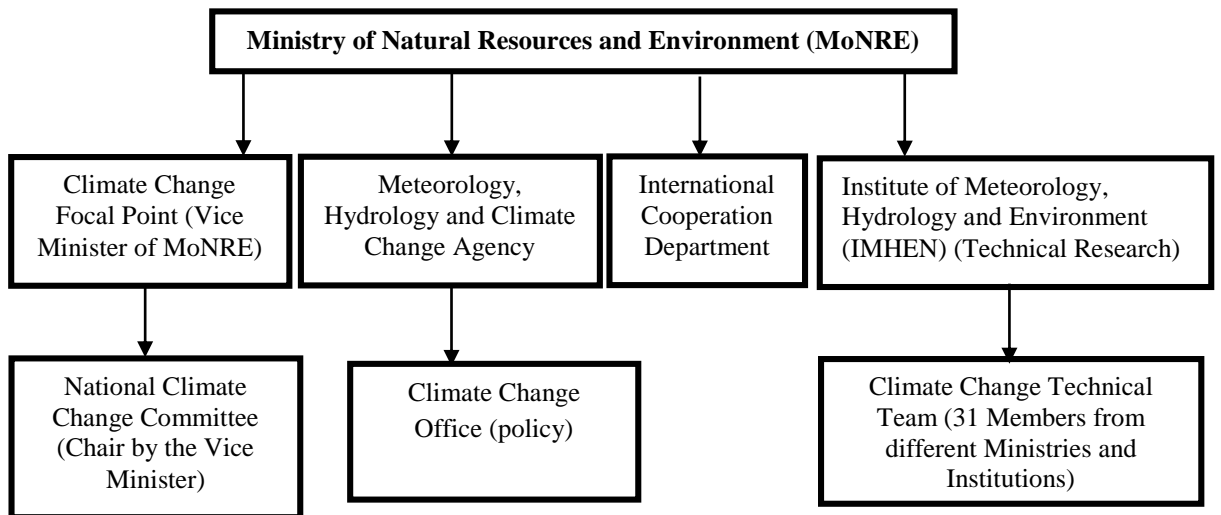 Ministry of Natural Resources and Environment (MoNRE)
Climate Change
Focal Point (Vice
Minister of MoNRE)
Meteorology,
Hydrology and Climate
Change Agency
International
Cooperation
Department
Institute of Meteorology,
Hydrology and Environment
(IMHEN) (Technical Research)
National Climate
Change Committee
(Chair by the Vice
Minister)
Climate Change
Office (policy)
Climate Change Technical
Team (31 Members from
different Ministries and
Institutions)